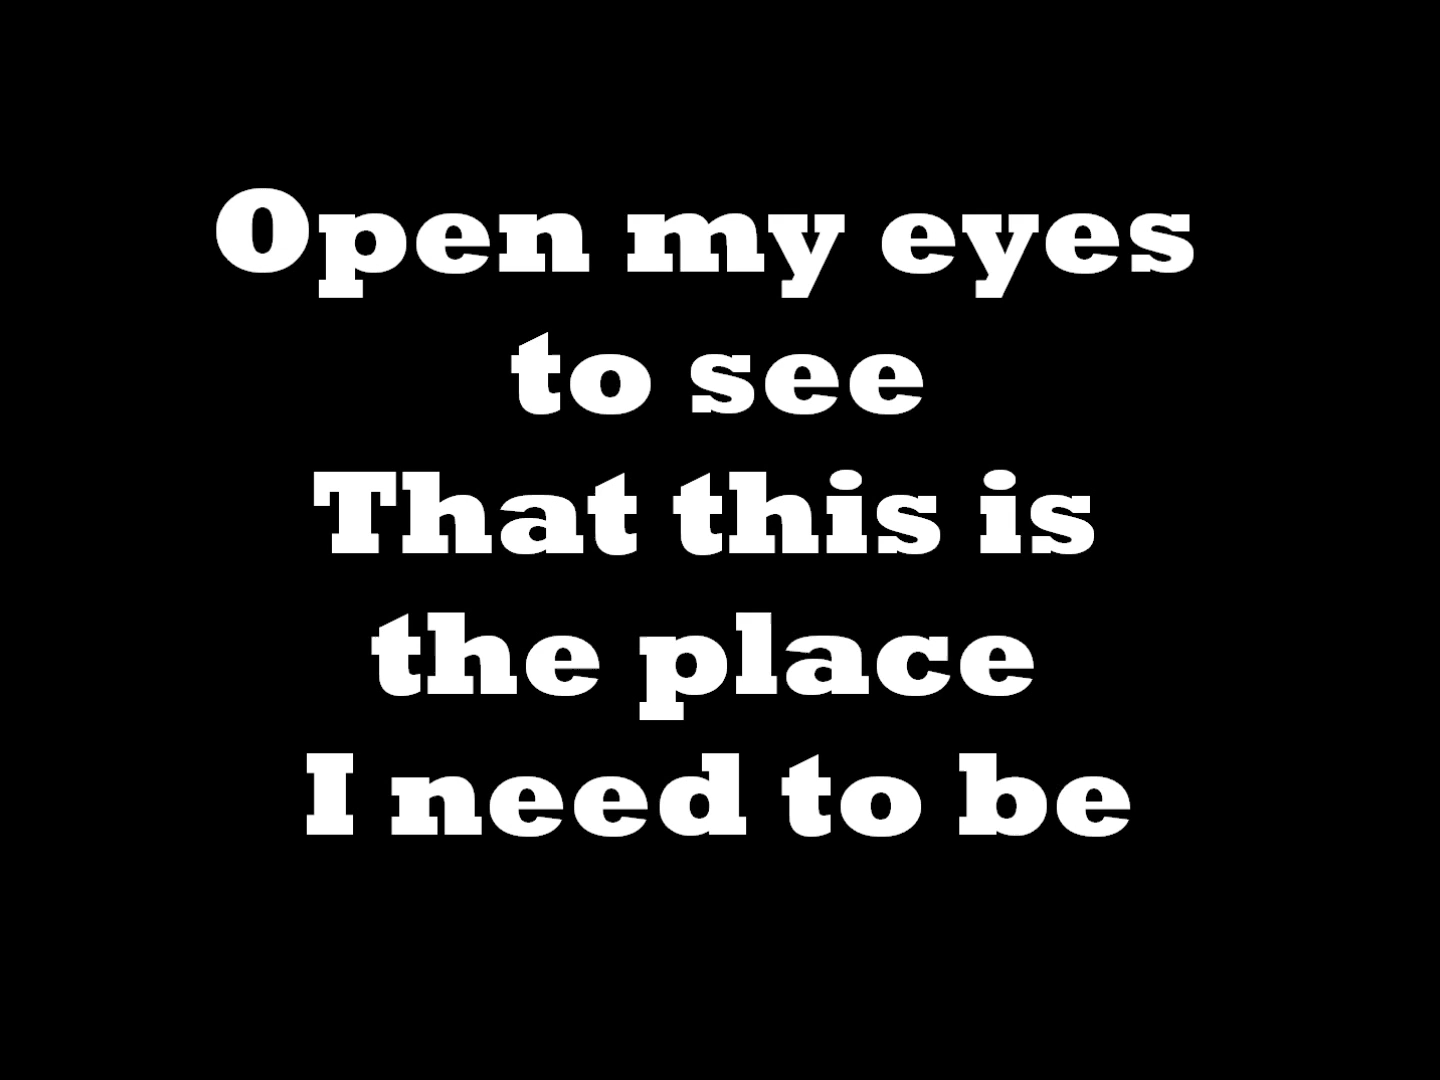 Open my eyes
to see
That this is
the place
I need to be